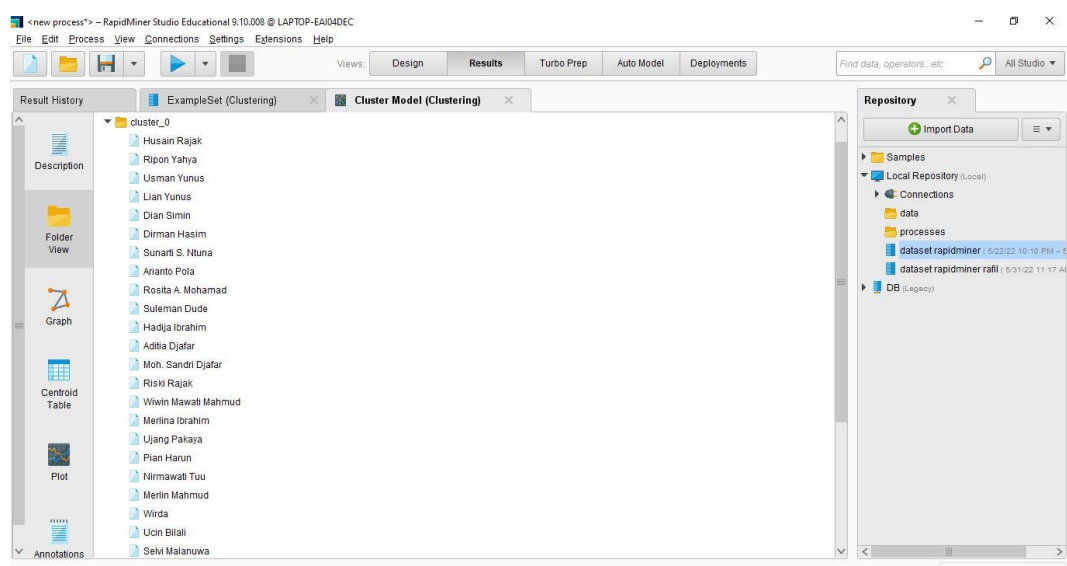 <new process*> – RapidMiner Studio Educational 9.10.008 @ LAPTOP-EAI04DEC
File Edit Process View Connections Settings Extensions Help
Views: Design Results Turbo Prep Auto Model Deployments Find data, operators...etc All Studio
Result History ExampleSet (Clustering) Cluster Model (Clustering) Repository
Import Data
Description
Folder View
Graph
Centroid Table
Plot
Annotations
cluster_0
Husain Rajak
Ripon Yahya
Usman Yunus
Lian Yunus
Dian Simin
Dirman Hasim
Sunarti S. Ntuna
Arianto Pola
Rosita A. Mohamad
Suleman Dude
Hadija Ibrahim
Aditia Djafar
Moh. Sandri Djafar
Riski Rajak
Wiwin Mawati Mahmud
Merlina Ibrahim
Ujang Pakaya
Pian Harun
Nirmawati Tuu
Merlin Mahmud
Wirda
Ucin Bilali
Selvi Malanuwa
Samples
Local Repository (Local)
Connections
data
processes
dataset rapidminer ( 5/22/22 10:10 PM –
dataset rapidminer rafil ( 5/31/22 11:17
DB (Legacy)